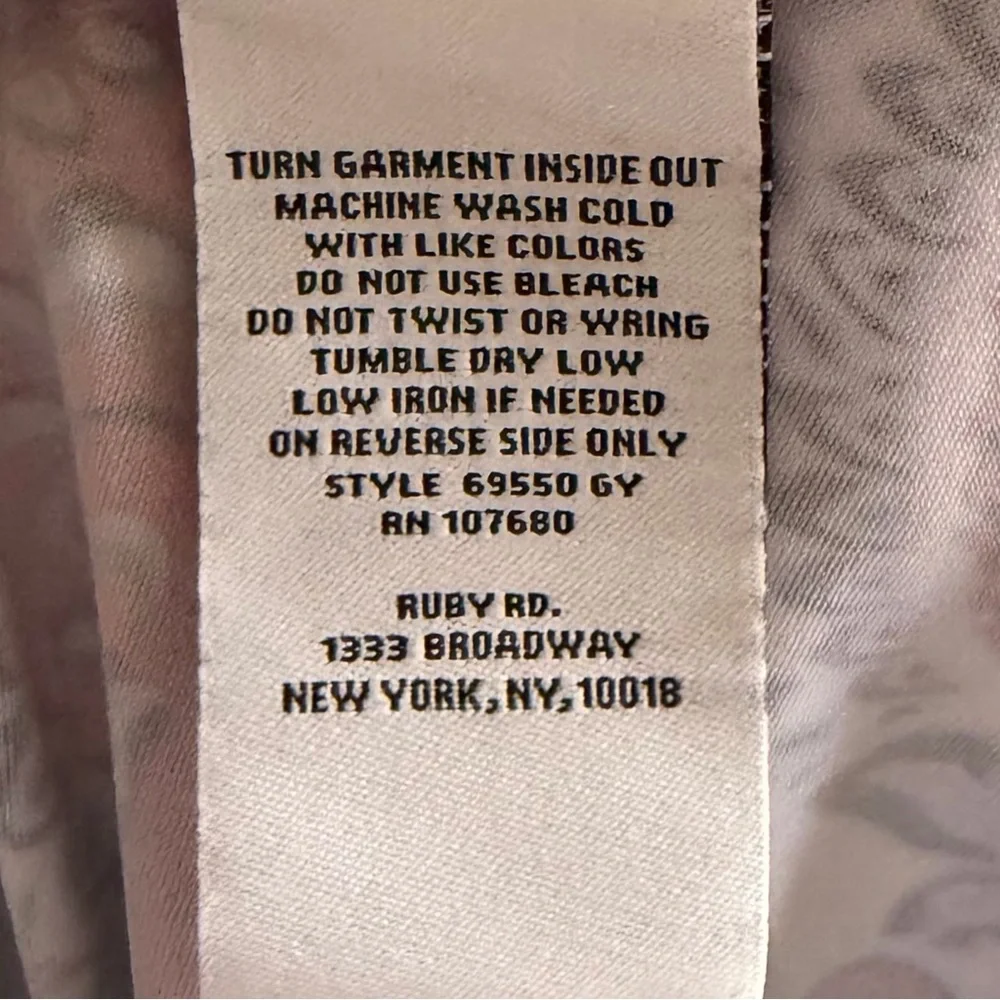 TURN GARMENT INSIDE OUT
MACHINE WASH COLD
WITH LIKE COLORS
DO NOT USE BLEACH
DO NOT TWIST OR WRING
TUMBLE DRY LOW
LOW IRON IF NEEDED
ON REVERSE SIDE ONLY
STYLE 69550 GY
RN 107680
RUBY RD.
1333 BROADWAY
NEW YORK, NY, 10018